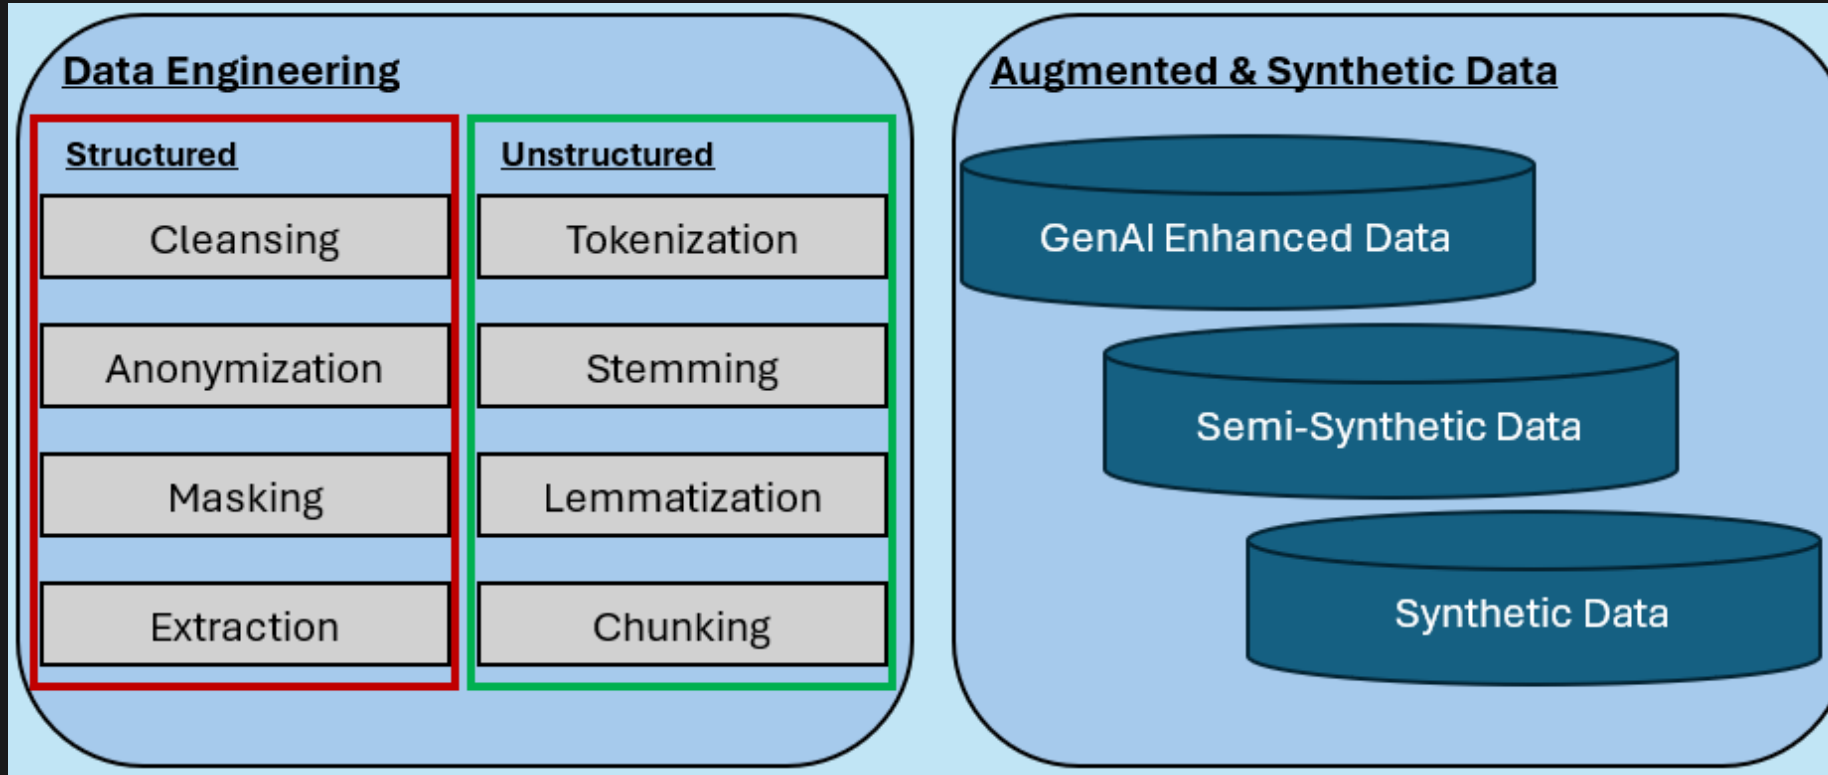 Data Engineering
Structured
Cleansing
Anonymization
Masking
Extraction
Unstructured
Tokenization
Stemming
Lemmatization
Chunking
Augmented & Synthetic Data
GenAI Enhanced Data
Semi-Synthetic Data
Synthetic Data